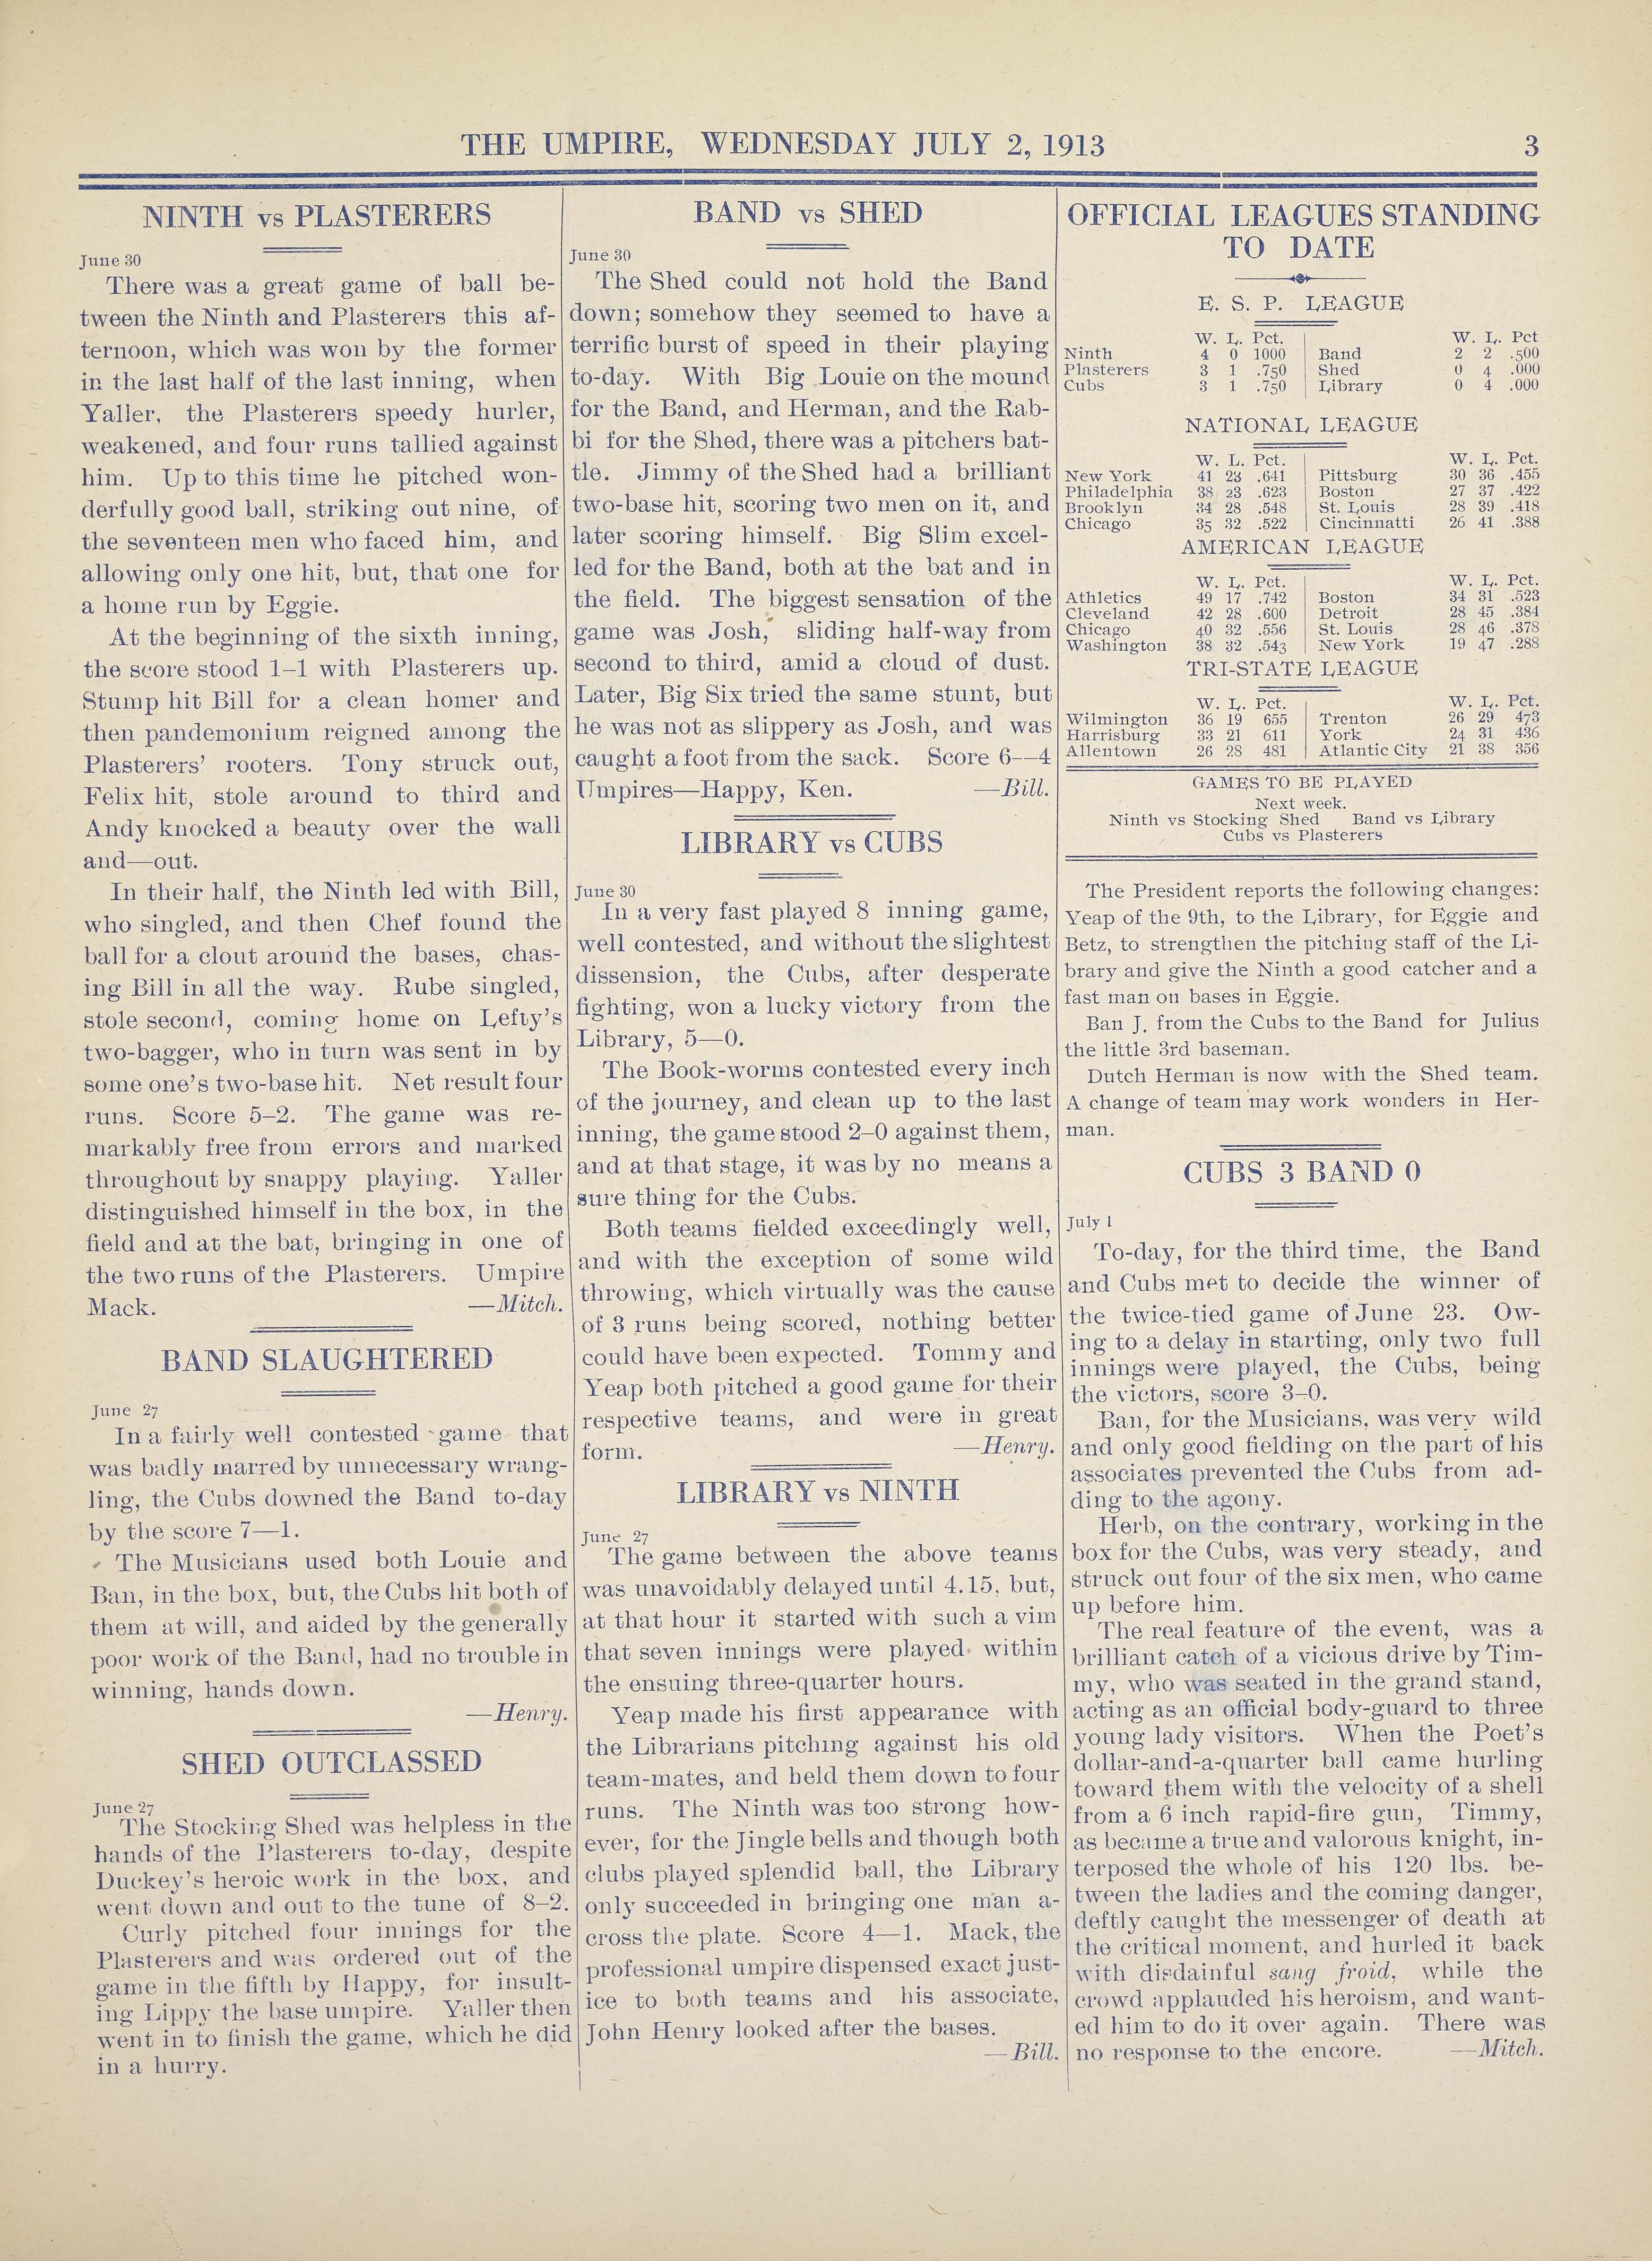 THE UMPIRE, WEDNESDAY JULY 2, 1913
3
NINTH vs PLASTERERS
June 30
There was a great game of ball be-
tween the Ninth and Plasterers this af-
ternoon, which was won by the former
in the last half of the last inning, when
Yaller, the Plasterers speedy hurler,
weakened, and four runs tallied against
him. Up to this time he pitched won-
derfully good ball, striking out nine, of
the seventeen men who faced him, and
allowing only one hit, but, that one for
a home run by Eggie.
At the beginning of the sixth inning,
the score stood 1–1 with Plasterers up.
Stump hit Bill for a clean homer and
then pandemonium reigned among the
Plasterers' rooters. Tony struck out,
Felix hit, stole around to third and
Andy knocked a beauty over the wall
and—out.
In their half, the Ninth led with Bill,
who singled, and then Chef found the
ball for a clout around the bases, chas-
ing Bill in all the way. Rube singled,
stole second, coming home on Lefty's
two-bagger, who in turn was sent in by
some one's two-base hit. Net result four
runs. Score 5–2. The game was re-
markably free from errors and marked
throughout by snappy playing. Yaller
distinguished himself in the box, in the
field and at the bat, bringing in one of
the two runs of the Plasterers. Umpire
Mack. —Mitch.
BAND SLAUGHTERED
June 27
In a fairly well contested game that
was badly marred by unnecessary wrang-
ling, the Cubs downed the Band to-day
by the score 7—1.
The Musicians used both Louie and
Ban, in the box, but, the Cubs hit both of
them at will, and aided by the generally
poor work of the Band, had no trouble in
winning, hands down.
—Henry.
SHED OUTCLASSED
June 27
The Stocking Shed was helpless in the
hands of the Plasterers to-day, despite
Duckey's heroic work in the box, and
went down and out to the tune of 8–2.
Curly pitched four innings for the
Plasterers and was ordered out of the
game in the fifth by Happy, for insult-
ing Lippy the base umpire. Yaller then
went in to finish the game, which he did
in a hurry.
BAND vs SHED
June 30
The Shed could not hold the Band
down; somehow they seemed to have a
terrific burst of speed in their playing
to-day. With Big Louie on the mound
for the Band, and Herman, and the Rab-
bi for the Shed, there was a pitchers bat-
tle. Jimmy of the Shed had a brilliant
two-base hit, scoring two men on it, and
later scoring himself. Big Slim excel-
led for the Band, both at the bat and in
the field. The biggest sensation of the
game was Josh, sliding half-way from
second to third, amid a cloud of dust.
Later, Big Six tried the same stunt, but
he was not as slippery as Josh, and was
caught a foot from the sack. Score 6—4
Umpires—Happy, Ken. —Bill.
LIBRARY vs CUBS
June 30
In a very fast played 8 inning game,
well contested, and without the slightest
dissension, the Cubs, after desperate
fighting, won a lucky victory from the
Library, 5—0.
The Book-worms contested every inch
of the journey, and clean up to the last
inning, the game stood 2–0 against them,
and at that stage, it was by no means a
sure thing for the Cubs.
Both teams fielded exceedingly well,
and with the exception of some wild
throwing, which virtually was the cause
of 3 runs being scored, nothing better
could have been expected. Tommy and
Yeap both pitched a good game for their
respective teams, and were in great
form. —Henry.
LIBRARY vs NINTH
June 27
The game between the above teams
was unavoidably delayed until 4.15, but,
at that hour it started with such a vim
that seven innings were played within
the ensuing three-quarter hours.
Yeap made his first appearance with
the Librarians pitching against his old
team-mates, and held them down to four
runs. The Ninth was too strong how-
ever, for the Jingle bells and though both
clubs played splendid ball, the Library
only succeeded in bringing one man a-
cross the plate. Score 4—1. Mack, the
professional umpire dispensed exact just-
ice to both teams and his associate,
John Henry looked after the bases.
—Bill.
OFFICIAL LEAGUES STANDING
TO DATE
E. S. P. LEAGUE
W. L. Pct. W. L. Pct
Ninth 4 0 1000 Band 2 2 .500
Plasterers 3 1 .750 Shed 0 4 .000
Cubs 3 1 .750 Library 0 4 .000
NATIONAL LEAGUE
W. L. Pct. W. L. Pct.
New York 41 23 .641 Pittsburg 30 36 .455
Philadelphia 38 23 .623 Boston 27 37 .422
Brooklyn 34 28 .548 St. Louis 28 39 .418
Chicago 35 32 .522 Cincinnatti 26 41 .388
AMERICAN LEAGUE
W. L. Pct. W. L. Pct.
Athletics 49 17 .742 Boston 34 31 .523
Cleveland 42 28 .600 Detroit 28 45 .384
Chicago 40 32 .556 St. Louis 28 46 .378
Washington 38 32 .543 New York 19 47 .288
TRI-STATE LEAGUE
W. L. Pct. W. L. Pct.
Wilmington 36 19 655 Trenton 26 29 473
Harrisburg 33 21 611 York 24 31 436
Allentown 26 28 481 Atlantic City 21 38 356
GAMES TO BE PLAYED
Next week.
Ninth vs Stocking Shed Band vs Library
Cubs vs Plasterers
The President reports the following changes:
Yeap of the 9th, to the Library, for Eggie and
Betz, to strengthen the pitching staff of the Li-
brary and give the Ninth a good catcher and a
fast man on bases in Eggie.
Ban J. from the Cubs to the Band for Julius
the little 3rd baseman.
Dutch Herman is now with the Shed team.
A change of team may work wonders in Her-
man.
CUBS 3 BAND 0
July 1
To-day, for the third time, the Band
and Cubs met to decide the winner of
the twice-tied game of June 23. Ow-
ing to a delay in starting, only two full
innings were played, the Cubs, being
the victors, score 3–0.
Ban, for the Musicians, was very wild
and only good fielding on the part of his
associates prevented the Cubs from ad-
ding to the agony.
Herb, on the contrary, working in the
box for the Cubs, was very steady, and
struck out four of the six men, who came
up before him.
The real feature of the event, was a
brilliant catch of a vicious drive by Tim-
my, who was seated in the grand stand,
acting as an official body-guard to three
young lady visitors. When the Poet's
dollar-and-a-quarter ball came hurling
toward them with the velocity of a shell
from a 6 inch rapid-fire gun, Timmy,
as became a true and valorous knight, in-
terposed the whole of his 120 lbs. be-
tween the ladies and the coming danger,
deftly caught the messenger of death at
the critical moment, and hurled it back
with disdainful sang froid, while the
crowd applauded his heroism, and want-
ed him to do it over again. There was
no response to the encore. —Mitch.